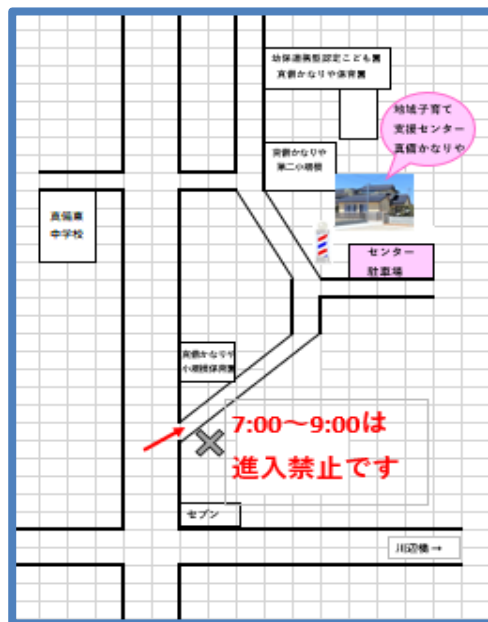 幼保連携型認定こども園
真備かなりや保育園
地域子育て
支援センター
真備かなりや
真備かなりや
第二小規模
真備東
中学校
センター
駐車場
真備かなりや
小規模保育園
7:00～9:00は
進入禁止です
セブン
川辺橋→